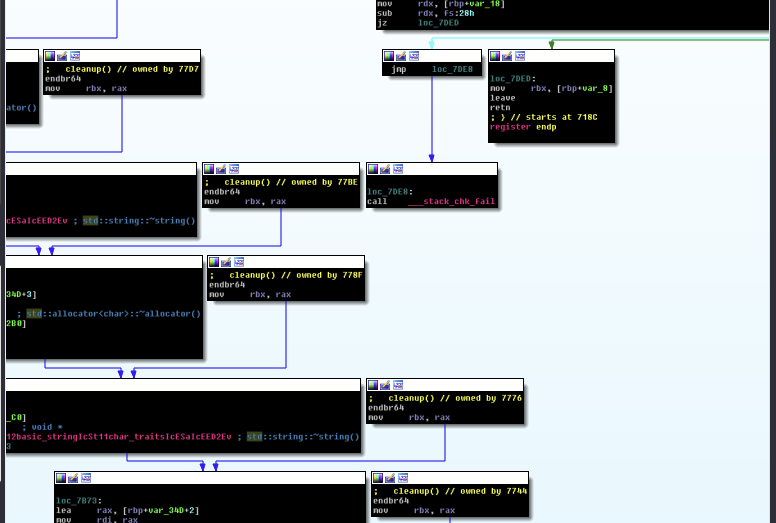 mov     rdx, [rbp+var_18]
sub     rdx, fs:28h
jz      loc_7DED
;   cleanup() // owned by 77D7
endbr64
mov     rbx, rax
ator()
jmp     loc_7DE8
loc_7DED:
mov     rbx, [rbp+var_8]
leave
retn
; } // starts at 718C
register endp
cESaIcEED2Ev ; std::string::~string()
;   cleanup() // owned by 77BE
endbr64
mov     rbx, rax
loc_7DE8:
call    ___stack_chk_fail
34D+3]
; std::allocator<char>::~allocator()
2B0]
;   cleanup() // owned by 778F
endbr64
mov     rbx, rax
_C0]
; void *
12basic_stringIcSt11char_traitsIcESaIcEED2Ev ; std::string::~string()
3
;   cleanup() // owned by 7776
endbr64
mov     rbx, rax
loc_7B73:
lea     rax, [rbp+var_34D+2]
mov     rdi, rax
;   cleanup() // owned by 7744
endbr64
mov     rbx, rax